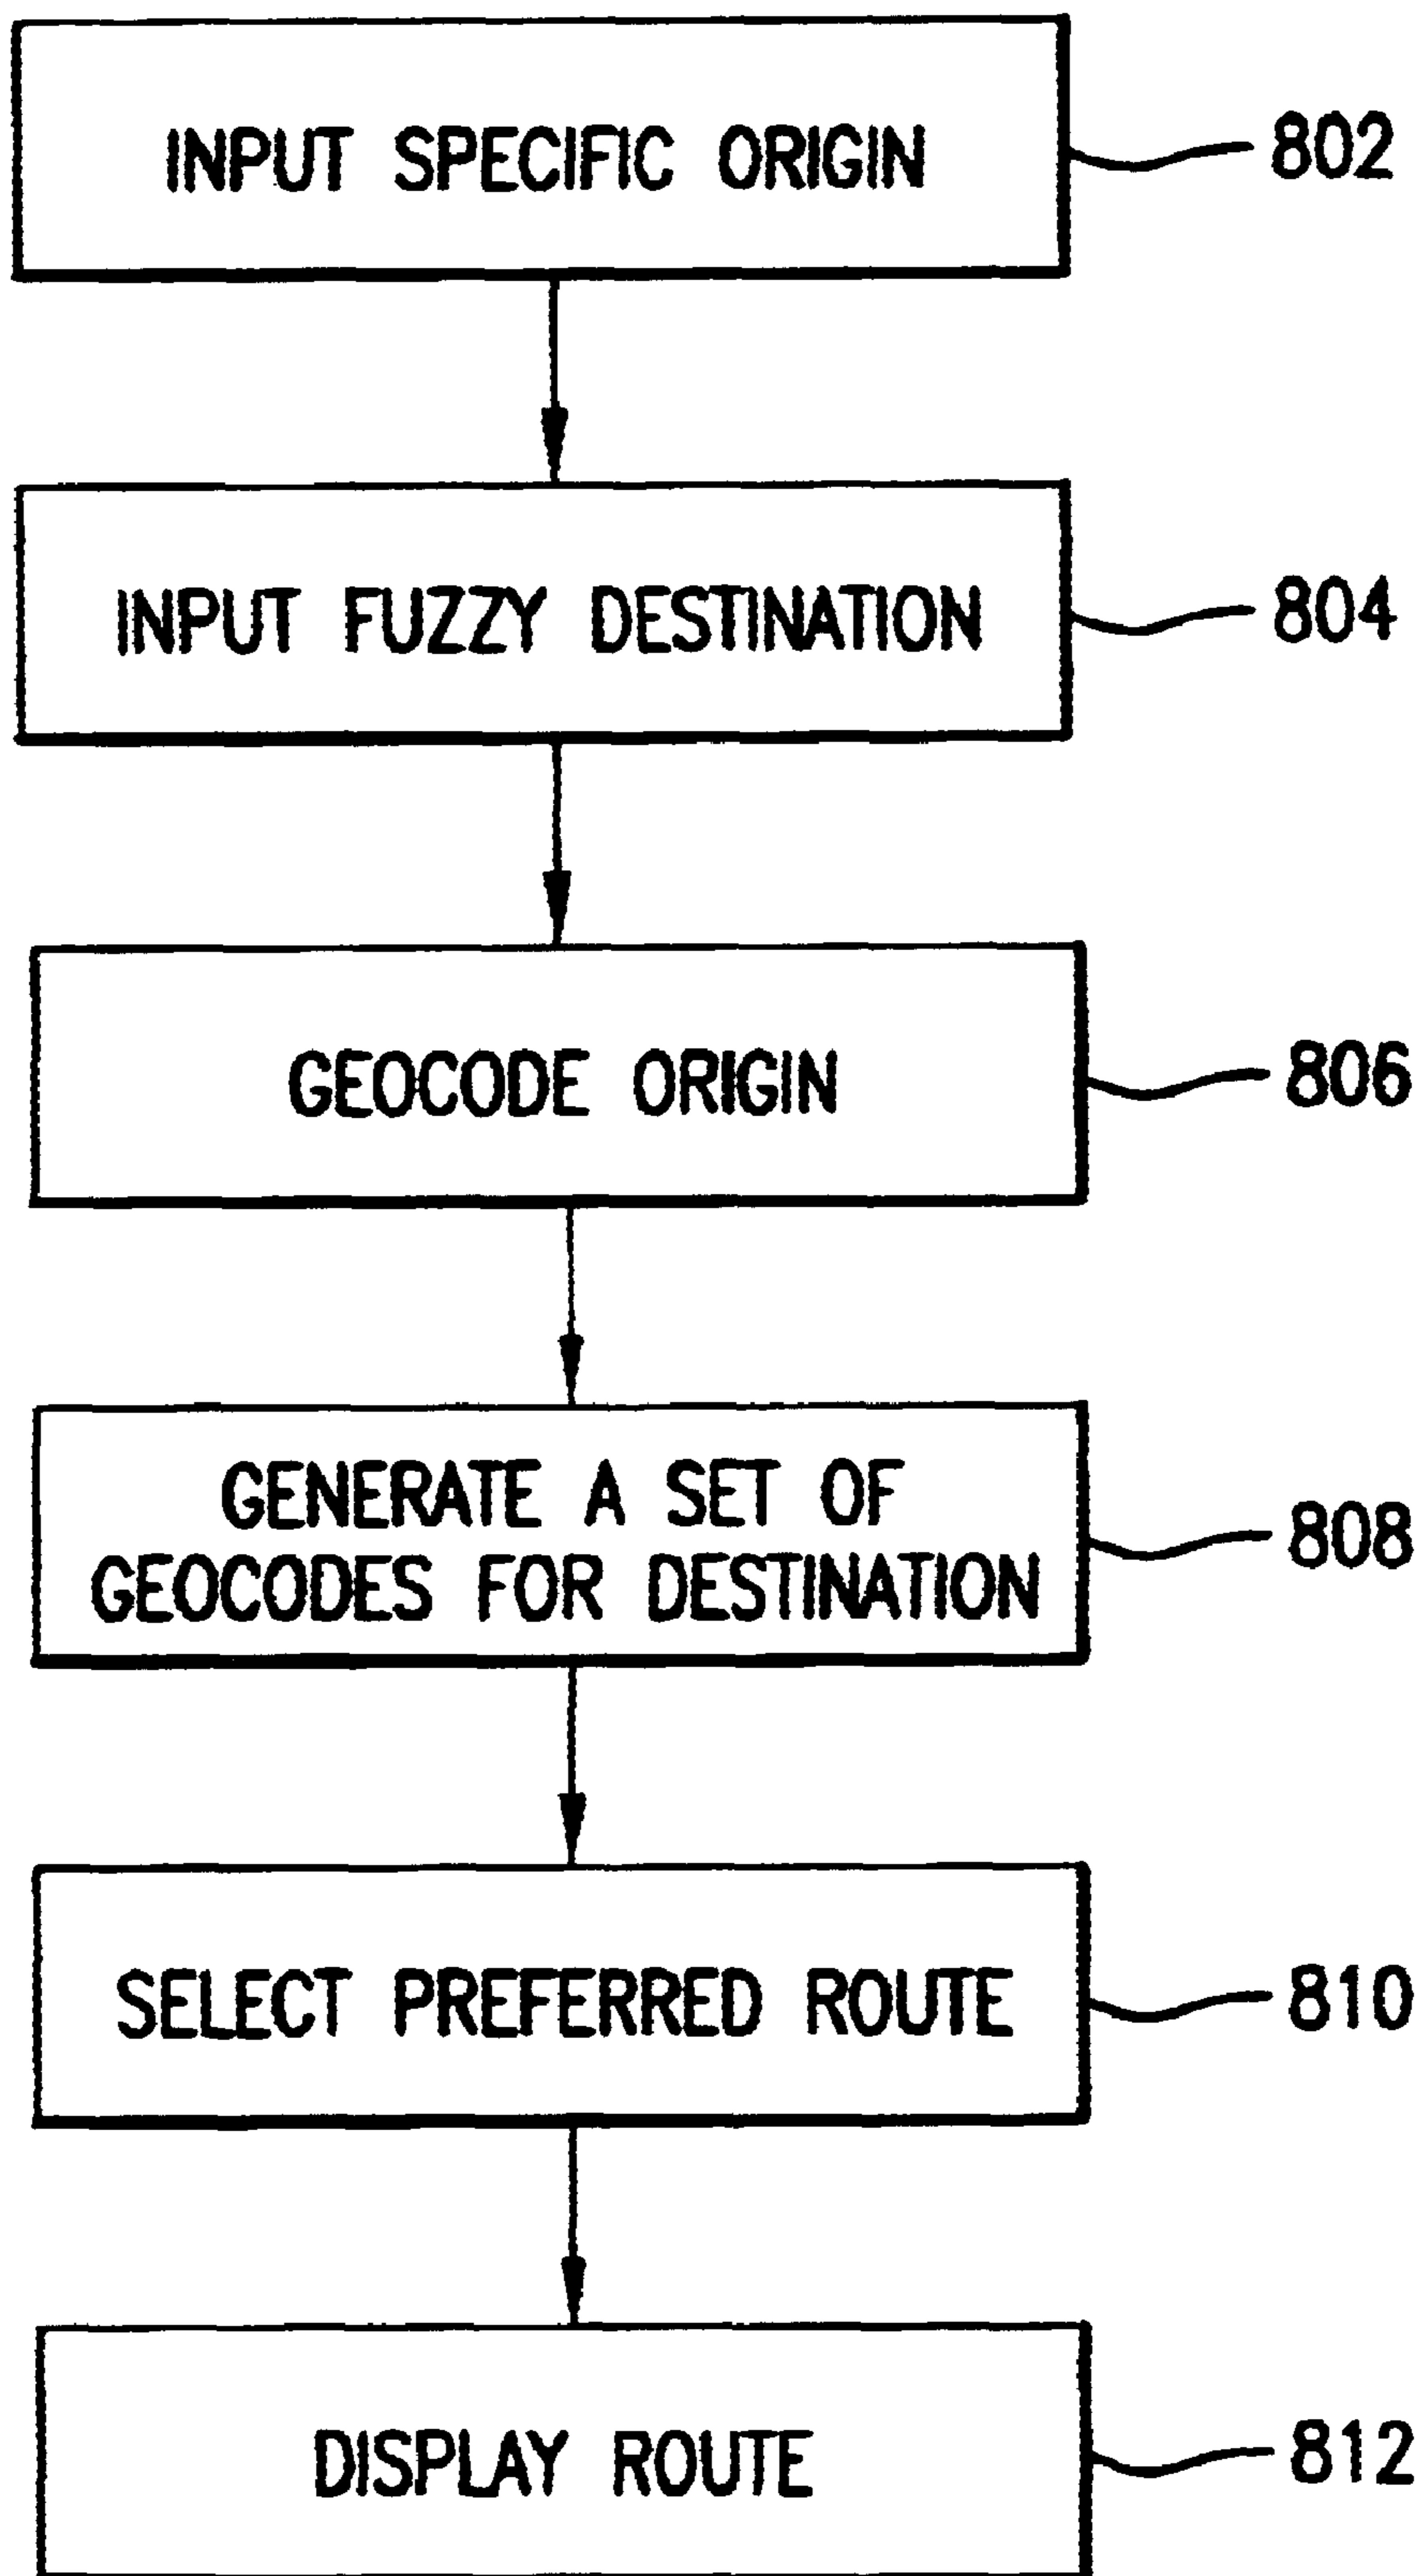 INPUT SPECIFIC ORIGIN
802
INPUT FUZZY DESTINATION
804
GEOCODE ORIGIN
806
GENERATE A SET OF
GEOCODES FOR DESTINATION
808
SELECT PREFERRED ROUTE
810
DISPLAY ROUTE
812